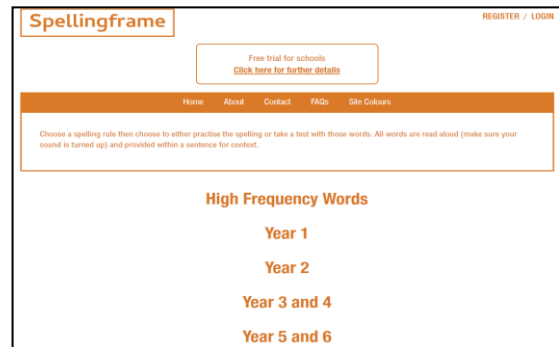 Spellingframe
REGISTER / LOGIN
Free trial for schools
Click here for further details
Home About Contact FAQs Site Colours
Choose a spelling rule then choose to either practise the spelling or take a test with those words. All words are read aloud (make sure your
sound is turned up) and provided within a sentence for context.
High Frequency Words
Year 1
Year 2
Year 3 and 4
Year 5 and 6